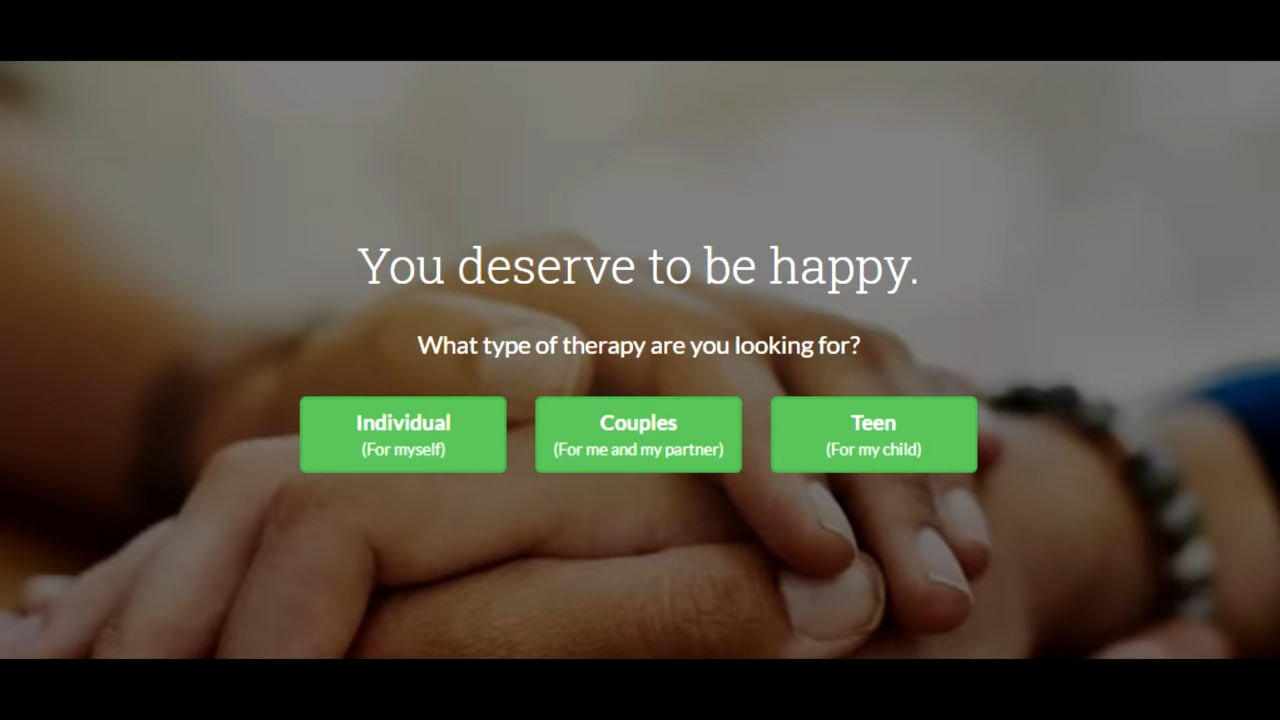 You deserve to be happy.
What type of therapy are you looking for?
Individual
(For myself)
Couples
(For me and my partner)
Teen
(For my child)